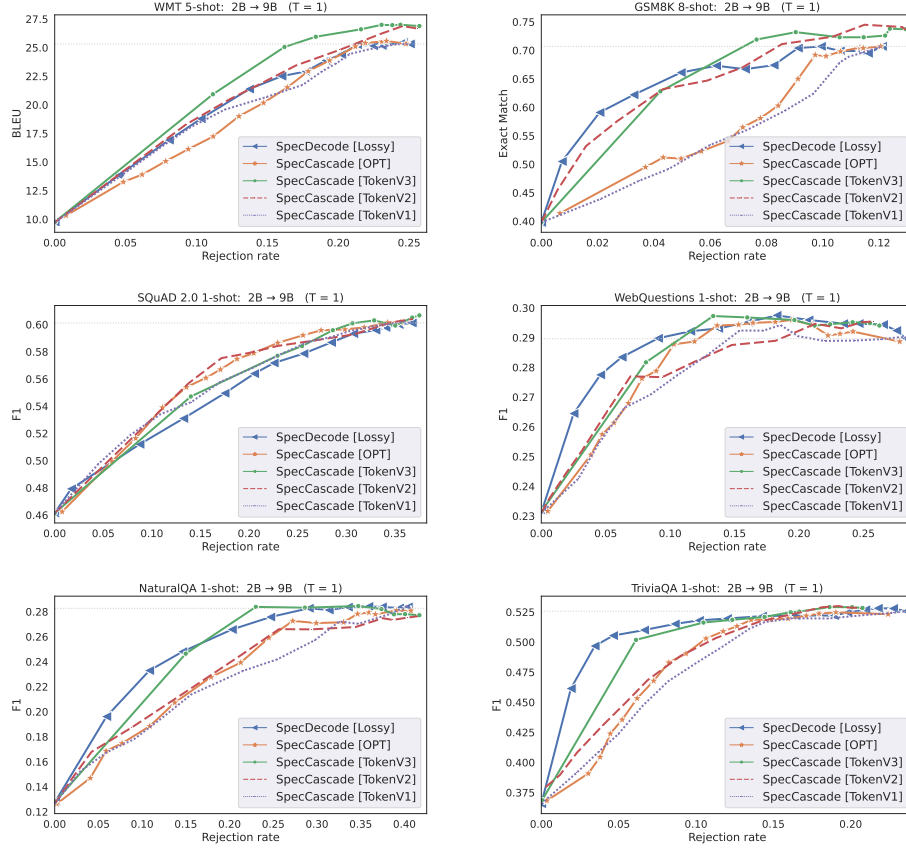 WMT 5-shot: 2B → 9B (T = 1)
BLEU
27.5
25.0
22.5
20.0
17.5
15.0
12.5
10.0
SpecDecode [Lossy]
SpecCascade [OPT]
SpecCascade [TokenV3]
SpecCascade [TokenV2]
SpecCascade [TokenV1]
0.00 0.05 0.10 0.15 0.20 0.25
Rejection rate
GSM8K 8-shot: 2B → 9B (T = 1)
Exact Match
0.75
0.70
0.65
0.60
0.55
0.50
0.45
0.40
SpecDecode [Lossy]
SpecCascade [OPT]
SpecCascade [TokenV3]
SpecCascade [TokenV2]
SpecCascade [TokenV1]
0.00 0.02 0.04 0.06 0.08 0.10 0.12
Rejection rate
SQuAD 2.0 1-shot: 2B → 9B (T = 1)
F1
0.60
0.58
0.56
0.54
0.52
0.50
0.48
0.46
SpecDecode [Lossy]
SpecCascade [OPT]
SpecCascade [TokenV3]
SpecCascade [TokenV2]
SpecCascade [TokenV1]
0.00 0.05 0.10 0.15 0.20 0.25 0.30 0.35
Rejection rate
WebQuestions 1-shot: 2B → 9B (T = 1)
F1
0.30
0.29
0.28
0.27
0.26
0.25
0.24
0.23
SpecDecode [Lossy]
SpecCascade [OPT]
SpecCascade [TokenV3]
SpecCascade [TokenV2]
SpecCascade [TokenV1]
0.00 0.05 0.10 0.15 0.20 0.25
Rejection rate
NaturalQA 1-shot: 2B → 9B (T = 1)
F1
0.28
0.26
0.24
0.22
0.20
0.18
0.16
0.14
0.12
SpecDecode [Lossy]
SpecCascade [OPT]
SpecCascade [TokenV3]
SpecCascade [TokenV2]
SpecCascade [TokenV1]
0.00 0.05 0.10 0.15 0.20 0.25 0.30 0.35 0.40
Rejection rate
TriviaQA 1-shot: 2B → 9B (T = 1)
F1
0.525
0.500
0.475
0.450
0.425
0.400
0.375
SpecDecode [Lossy]
SpecCascade [OPT]
SpecCascade [TokenV3]
SpecCascade [TokenV2]
SpecCascade [TokenV1]
0.00 0.05 0.10 0.15 0.20
Rejection rate